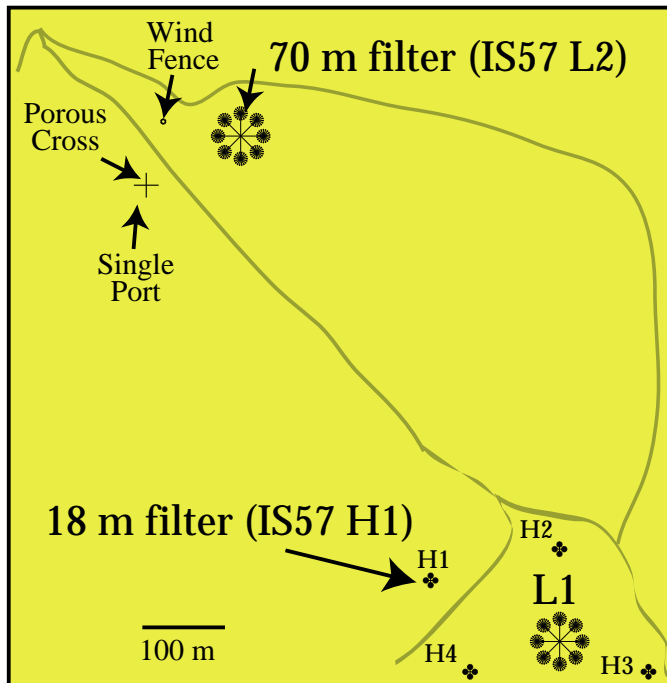 Wind
Fence
70 m filter (IS57 L2)
Porous
Cross
Single
Port
18 m filter (IS57 H1)
H2
H1
L1
100 m
H4
H3